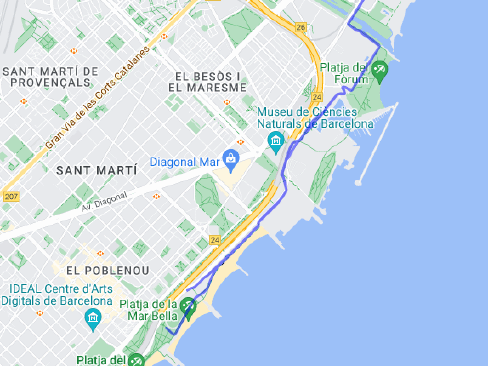 26
Platja del
Fòrum
SANT MARTÍ DE
PROVENÇALS
EL BESÒS I
EL MARESME
24
Gran Via de les Corts Catalanes
Museu de Ciències
Naturals de Barcelona
Diagonal Mar
SANT MARTÍ
207
Av. Diagonal
24
EL POBLENOU
IDEAL Centre d'Arts
Digitals de Barcelona
Platja de la
Mar Bella
Platja del